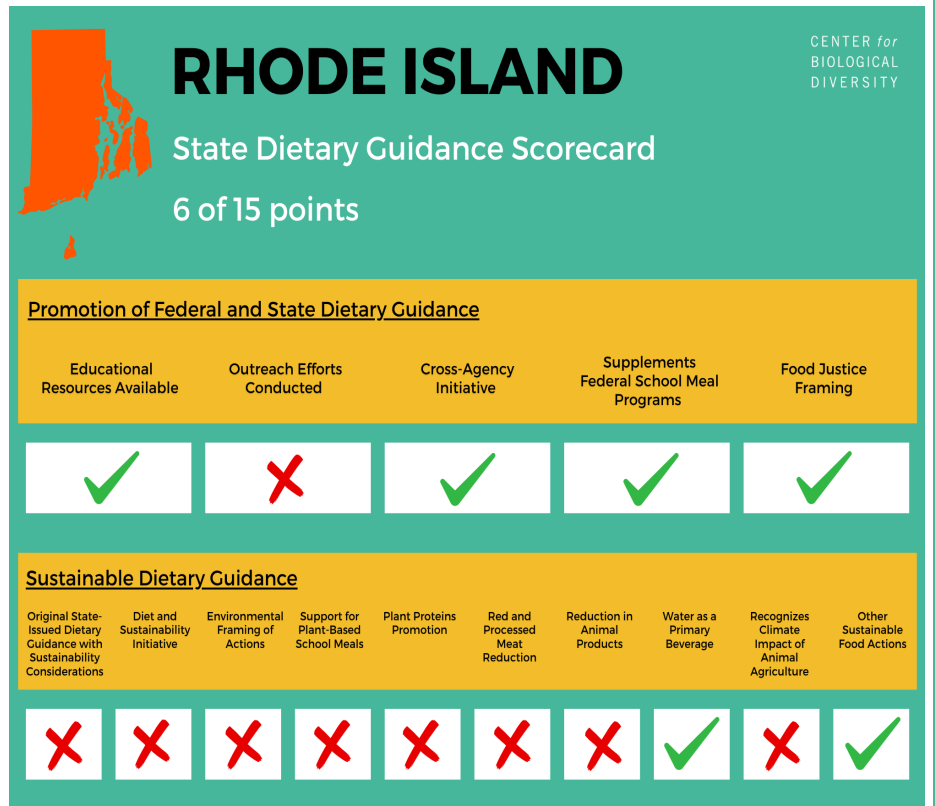 CENTER for
BIOLOGICAL
DIVERSITY
RHODE ISLAND
State Dietary Guidance Scorecard
6 of 15 points
Promotion of Federal and State Dietary Guidance
Educational
Resources Available
Outreach Efforts
Conducted
Cross-Agency
Initiative
Supplements
Federal School Meal
Programs
Food Justice
Framing
Sustainable Dietary Guidance
Original State-
Issued Dietary
Guidance with
Sustainability
Considerations
Diet and
Sustainability
Initiative
Environmental
Framing of
Actions
Support for
Plant-Based
School Meals
Plant Proteins
Promotion
Red and
Processed
Meat
Reduction
Reduction in
Animal
Products
Water as a
Primary
Beverage
Recognizes
Climate
Impact of
Animal
Agriculture
Other
Sustainable
Food Actions